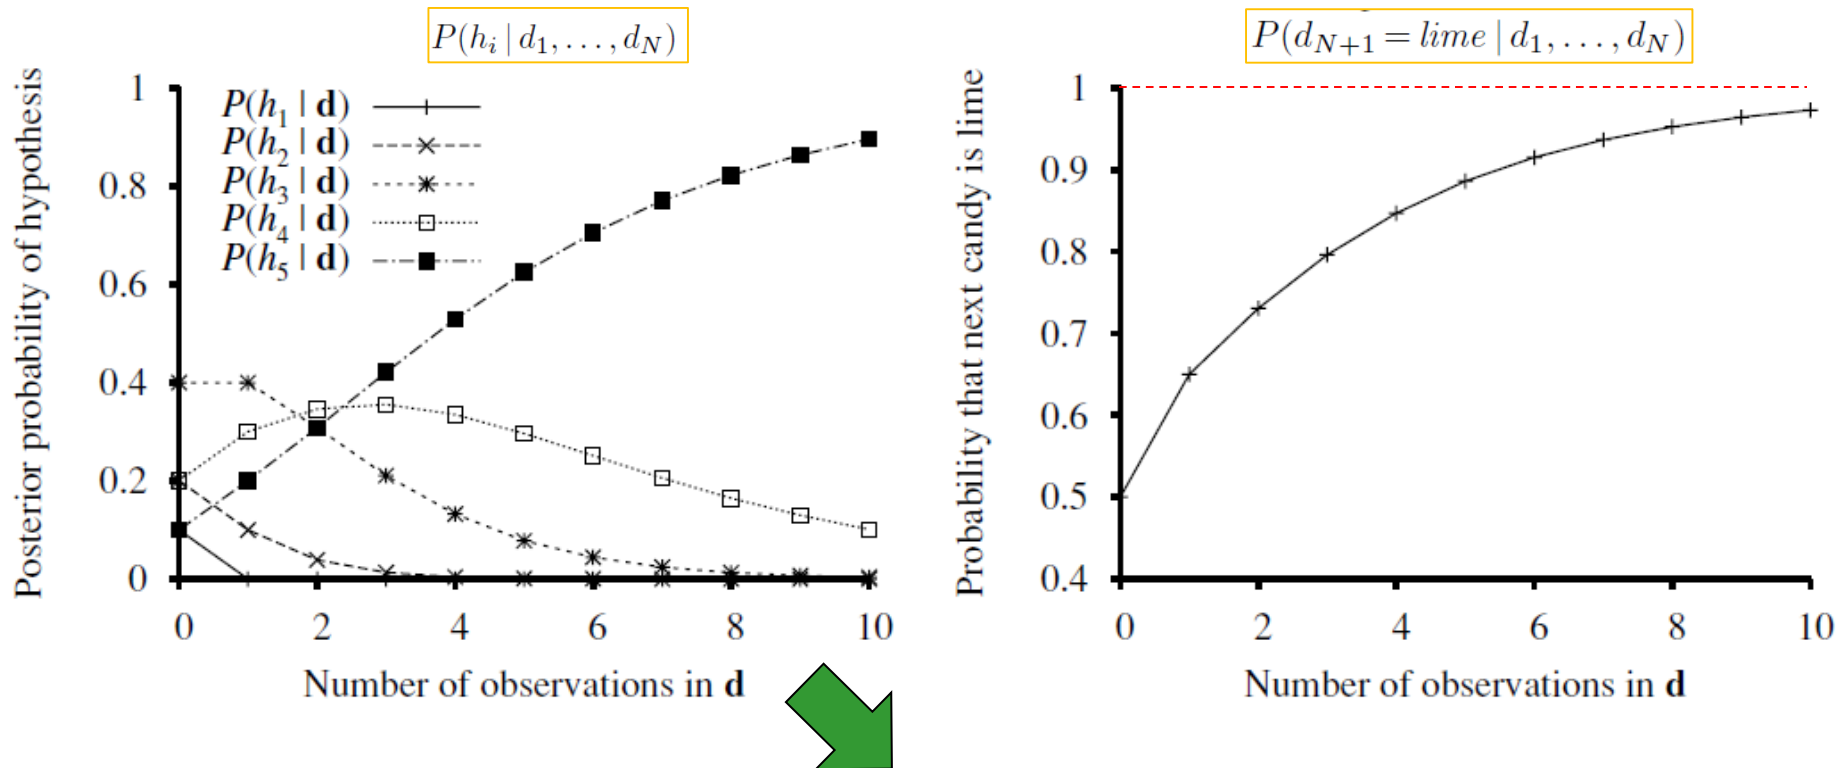 P(h_i | d_1, . . . , d_N)
Posterior probability of hypothesis
1
0.8
0.6
0.4
0.2
0
P(h_1 | d)
P(h_2 | d)
P(h_3 | d)
P(h_4 | d)
P(h_5 | d)
0 2 4 6 8 10
Number of observations in d
P(d_{N+1} = lime | d_1, . . . , d_N)
Probability that next candy is lime
1
0.9
0.8
0.7
0.6
0.5
0.4
0 2 4 6 8 10
Number of observations in d